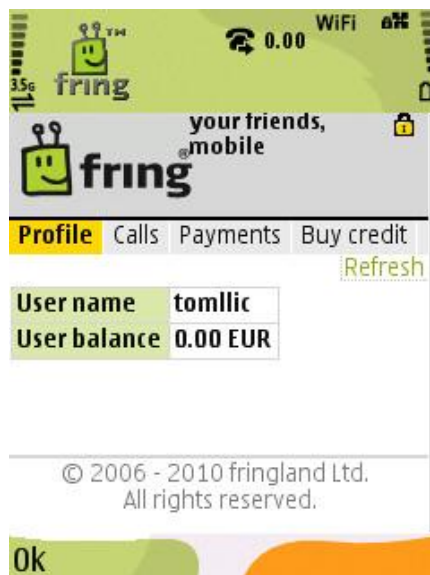 3.5G
fring™
0.00
WiFi
fring®
your friends,
mobile
Profile Calls Payments Buy credit
Refresh
User name tomllic
User balance 0.00 EUR
© 2006 - 2010 fringland Ltd.
All rights reserved.
Ok